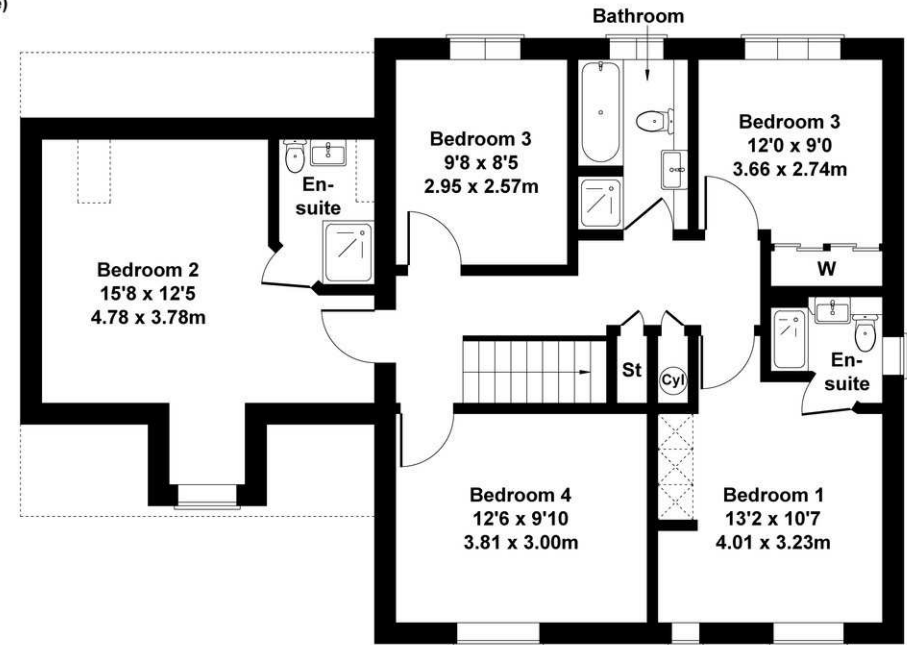 Bathroom
Bedroom 3
9'8 x 8'5
2.95 x 2.57m
Bedroom 3
12'0 x 9'0
3.66 x 2.74m
En-
suite
Bedroom 2
15'8 x 12'5
4.78 x 3.78m
W
St
Cyl
En-
suite
Bedroom 4
12'6 x 9'10
3.81 x 3.00m
Bedroom 1
13'2 x 10'7
4.01 x 3.23m